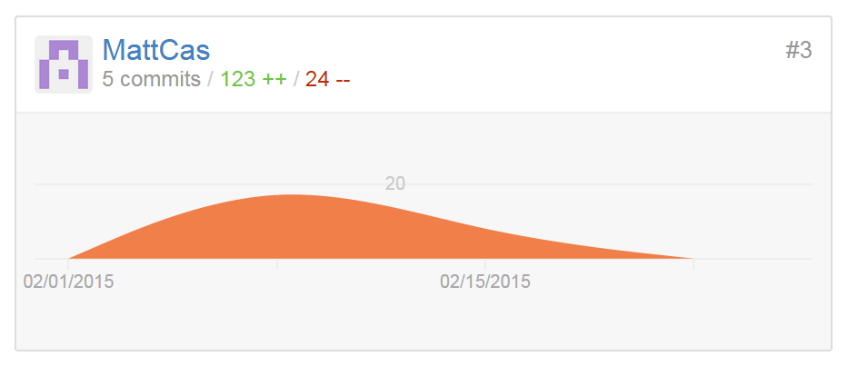 MattCas
#3
5 commits / 123 ++ / 24 --
20
02/01/2015
02/15/2015